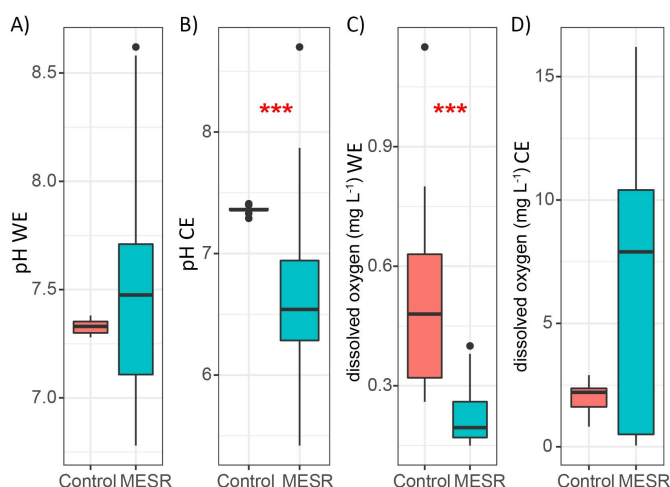 A)
pH WE
8.5
8.0
7.5
7.0
Control MESR
B)
pH CE
8
7
6
***
Control MESR
C)
dissolved oxygen (mg L⁻¹) WE
0.9
0.6
0.3
***
Control MESR
D)
dissolved oxygen (mg L⁻¹) CE
15
10
5
0
Control MESR